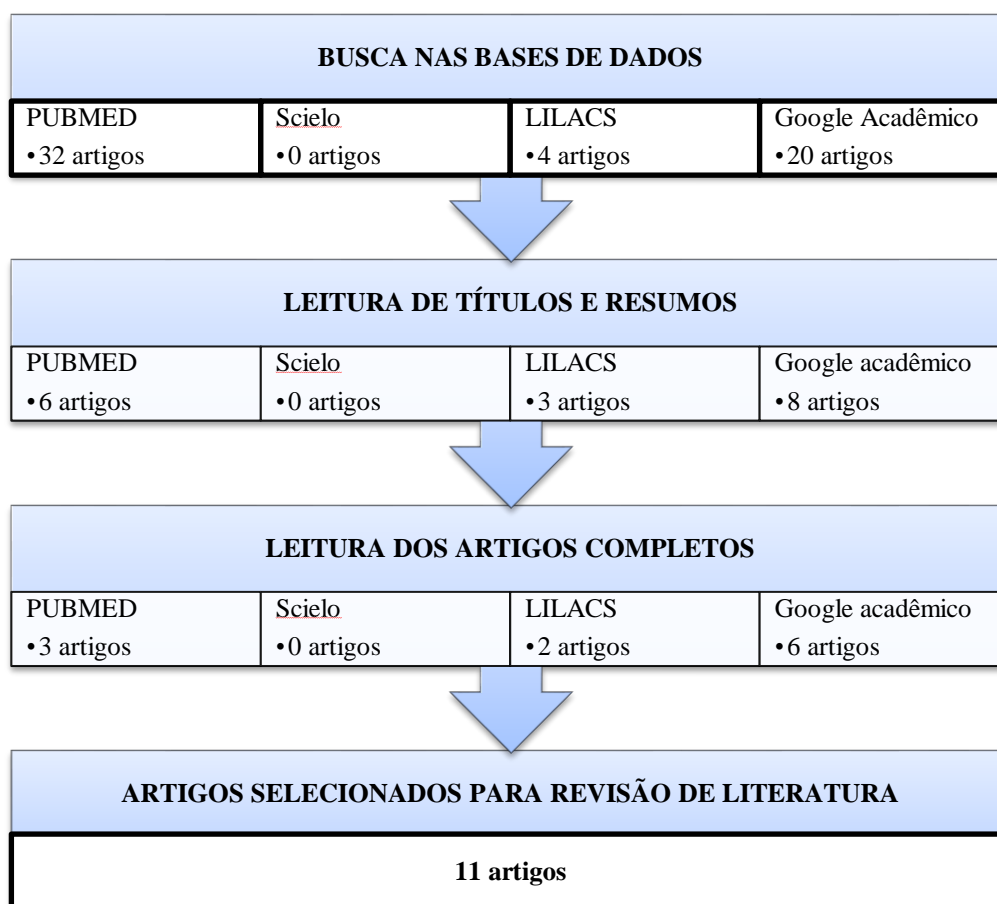 BUSCA NAS BASES DE DADOS
PUBMED
•32 artigos
Scielo
•0 artigos
LILACS
•4 artigos
Google Acadêmico
•20 artigos
LEITURA DE TÍTULOS E RESUMOS
PUBMED
•6 artigos
Scielo
•0 artigos
LILACS
•3 artigos
Google acadêmico
•8 artigos
LEITURA DOS ARTIGOS COMPLETOS
PUBMED
•3 artigos
Scielo
•0 artigos
LILACS
•2 artigos
Google acadêmico
•6 artigos
ARTIGOS SELECIONADOS PARA REVISÃO DE LITERATURA
11 artigos